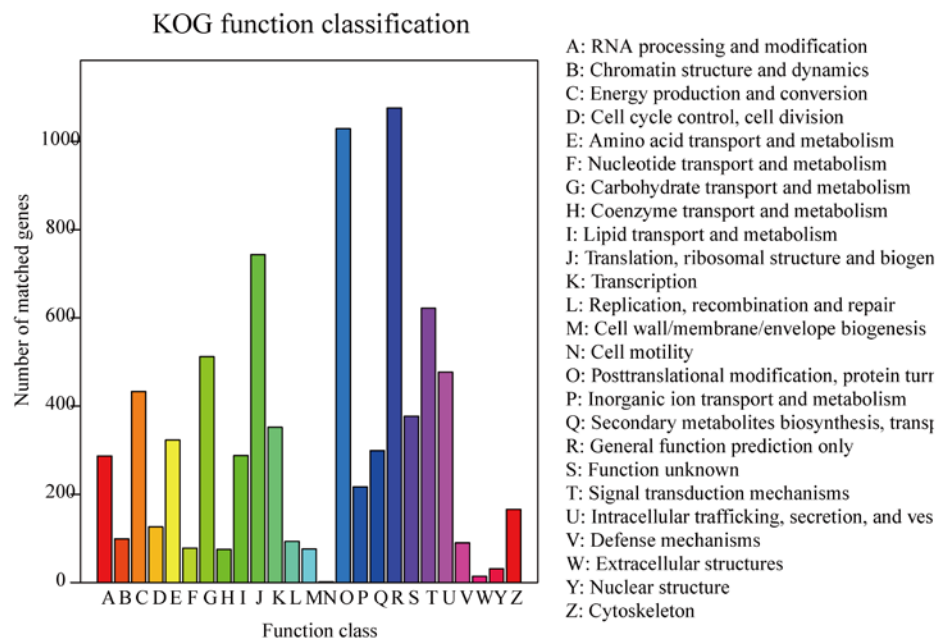 KOG function classification
Number of matched genes
1000
800
600
400
200
0
A B C D E F G H I J K L M N O P Q R S T U V W Y Z
Function class
A: RNA processing and modification
B: Chromatin structure and dynamics
C: Energy production and conversion
D: Cell cycle control, cell division
E: Amino acid transport and metabolism
F: Nucleotide transport and metabolism
G: Carbohydrate transport and metabolism
H: Coenzyme transport and metabolism
I: Lipid transport and metabolism
J: Translation, ribosomal structure and biogen
K: Transcription
L: Replication, recombination and repair
M: Cell wall/membrane/envelope biogenesis
N: Cell motility
O: Posttranslational modification, protein turn
P: Inorganic ion transport and metabolism
Q: Secondary metabolites biosynthesis, transp
R: General function prediction only
S: Function unknown
T: Signal transduction mechanisms
U: Intracellular trafficking, secretion, and ves
V: Defense mechanisms
W: Extracellular structures
Y: Nuclear structure
Z: Cytoskeleton